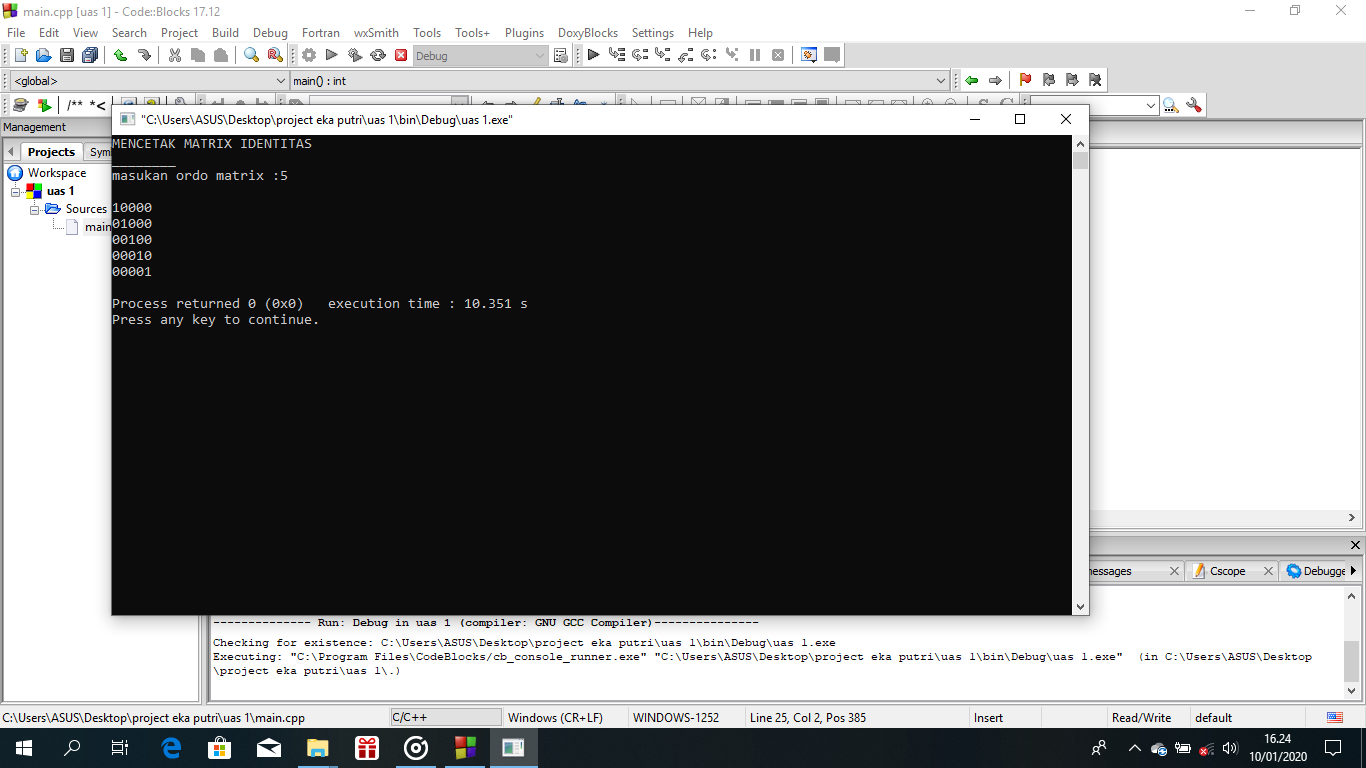 main.cpp [uas 1] - Code::Blocks 17.12
File Edit View Search Project Build Debug Fortran wxSmith Tools Tools+ Plugins DoxyBlocks Settings Help
Debug
<global> main() : int
/** *<
Management
"C:\Users\ASUS\Desktop\project eka putri\uas 1\bin\Debug\uas 1.exe"
Projects
Workspace
uas 1
Sources
MENCETAK MATRIX IDENTITAS
________
masukan ordo matrix :5
10000
01000
00100
00010
00001
Process returned 0 (0x0)   execution time : 10.351 s
Press any key to continue.
Cscope Debugge
-------------- Run: Debug in uas 1 (compiler: GNU GCC Compiler)---------------
Checking for existence: C:\Users\ASUS\Desktop\project eka putri\uas 1\bin\Debug\uas 1.exe
Executing: "C:\Program Files\CodeBlocks/cb_console_runner.exe" "C:\Users\ASUS\Desktop\project eka putri\uas 1\bin\Debug\uas 1.exe"  (in C:\Users\ASUS\Desktop
\project eka putri\uas 1\.)
C:\Users\ASUS\Desktop\project eka putri\uas 1\main.cpp C/C++ Windows (CR+LF) WINDOWS-1252 Line 25, Col 2, Pos 385 Insert Read/Write default
16.24
10/01/2020